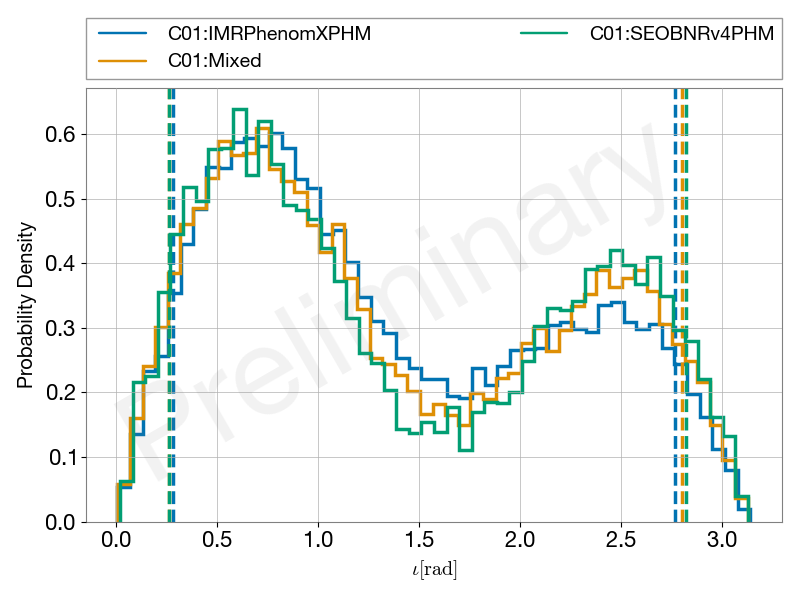 C01:IMRPhenomXPHM C01:SEOBNRv4PHM
C01:Mixed
Preliminary
Probability Density
0.6
0.5
0.4
0.3
0.2
0.1
0.0
0.0 0.5 1.0 1.5 2.0 2.5 3.0
ι[rad]